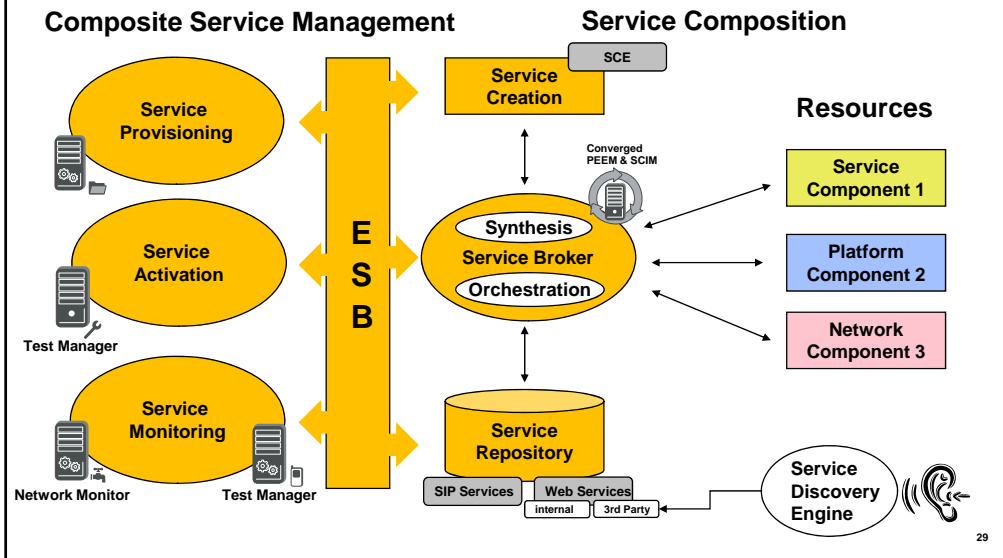 Composite Service Management
Service Composition
SCE
Service
Creation
Resources
Service
Provisioning
Converged
PEEM & SCIM
Service
Component 1
E
S
B
Synthesis
Service Broker
Orchestration
Service
Activation
Platform
Component 2
Test Manager
Network
Component 3
Service
Monitoring
Network Monitor
Test Manager
Service
Repository
SIP Services
Web Services
internal
3rd Party
Service
Discovery
Engine
29